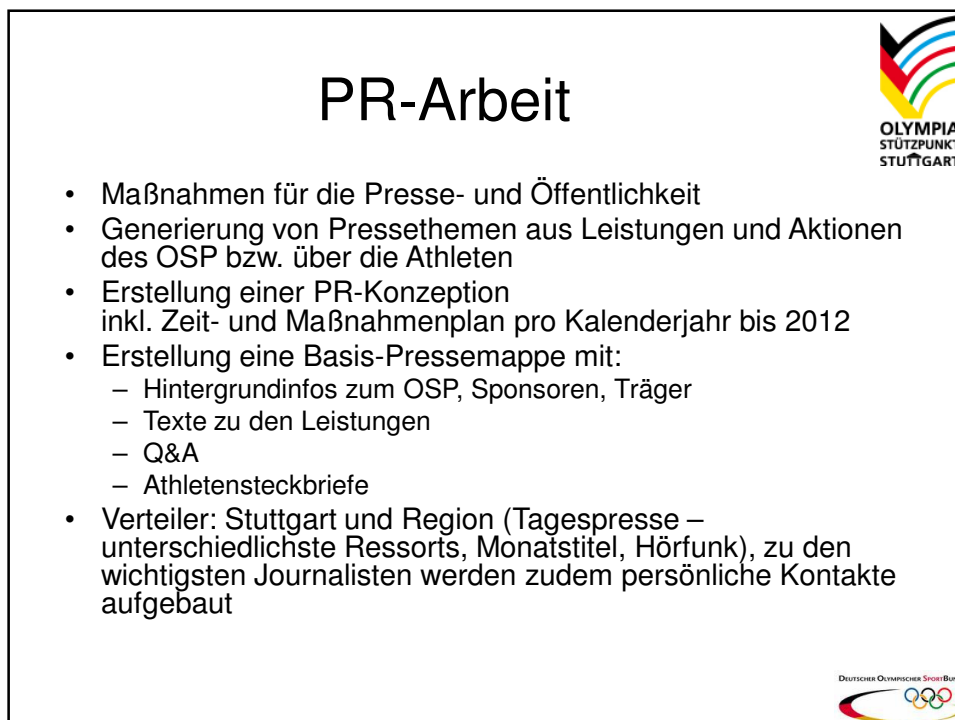 PR-Arbeit
OLYMPIA
STÜTZPUNKT
STUTTGART
• Maßnahmen für die Presse- und Öffentlichkeit
• Generierung von Pressethemen aus Leistungen und Aktionen
des OSP bzw. über die Athleten
• Erstellung einer PR-Konzeption
inkl. Zeit- und Maßnahmenplan pro Kalenderjahr bis 2012
• Erstellung eine Basis-Pressemappe mit:
– Hintergrundinfos zum OSP, Sponsoren, Träger
– Texte zu den Leistungen
– Q&A
– Athletensteckbriefe
• Verteiler: Stuttgart und Region (Tagespresse –
unterschiedlichste Ressorts, Monatstitel, Hörfunk), zu den
wichtigsten Journalisten werden zudem persönliche Kontakte
aufgebaut
DEUTSCHER OLYMPISCHER SPORTBUN